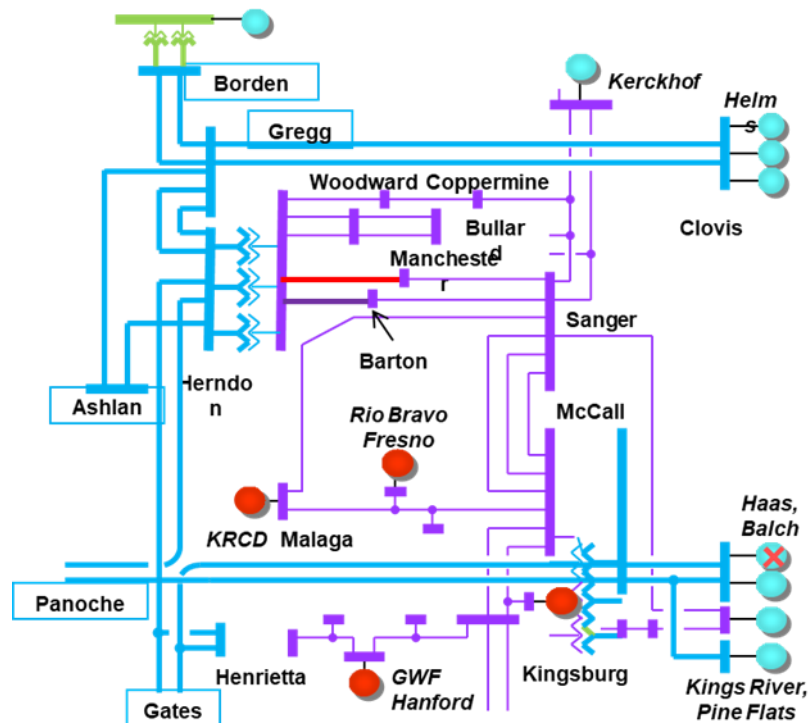 Borden
Kerckhof
Helm
s
Gregg
Woodward Coppermine
Bullar
d
Clovis
Mancheste
r
Sanger
Barton
Ashlan
Herndo
n
McCall
Rio Bravo
Fresno
KRCD Malaga
Haas,
Balch
Panoche
Henrietta
GWF
Hanford
Kingsburg
Kings River,
Pine Flats
Gates